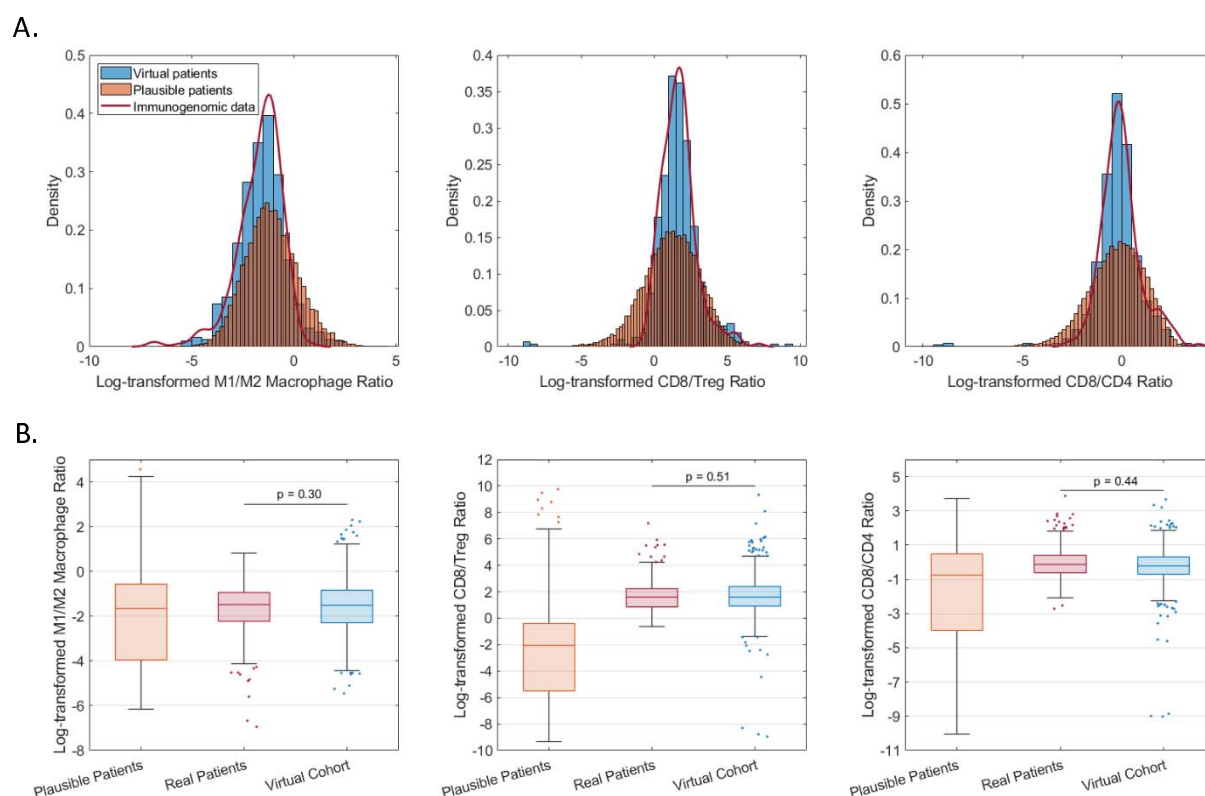 A.
0.5
0.4
0.3
0.2
0.1
0
-10
-5
0
5
Density
Log-transformed M1/M2 Macrophage Ratio
Virtual patients
Plausible patients
Immunogenomic data
0.4
0.35
0.3
0.25
0.2
0.15
0.1
0.05
0
-10
-5
0
5
10
Density
Log-transformed CD8/Treg Ratio
0.6
0.5
0.4
0.3
0.2
0.1
0
-10
-5
0
Density
Log-transformed CD8/CD4 Ratio
B.
Log-transformed M1/M2 Macrophage Ratio
4
2
0
-2
-4
-6
-8
p = 0.30
Plausible Patients
Real Patients
Virtual Cohort
Log-transformed CD8/Treg Ratio
12
10
8
6
4
2
0
-2
-4
-6
-8
-10
p = 0.51
Plausible Patients
Real Patients
Virtual Cohort
Log-transformed CD8/CD4 Ratio
5
3
1
-1
-3
-5
-7
-9
-11
p = 0.44
Plausible Patients
Real Patients
Virtual Cohort